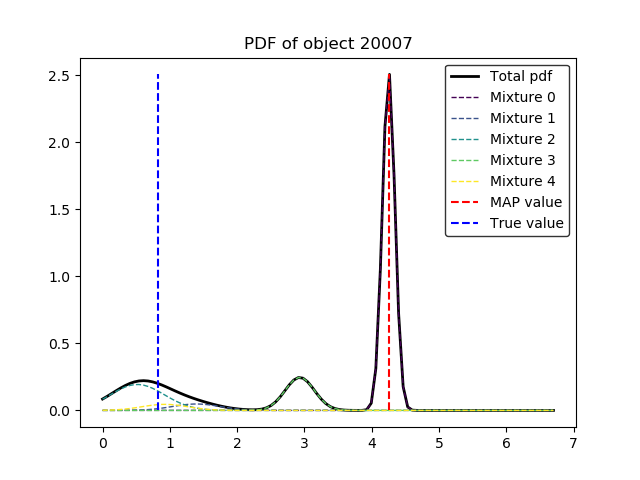 PDF of object 20007
2.5
2.0
1.5
1.0
0.5
0.0
0 1 2 3 4 5 6 7
Total pdf
Mixture 0
Mixture 1
Mixture 2
Mixture 3
Mixture 4
MAP value
True value